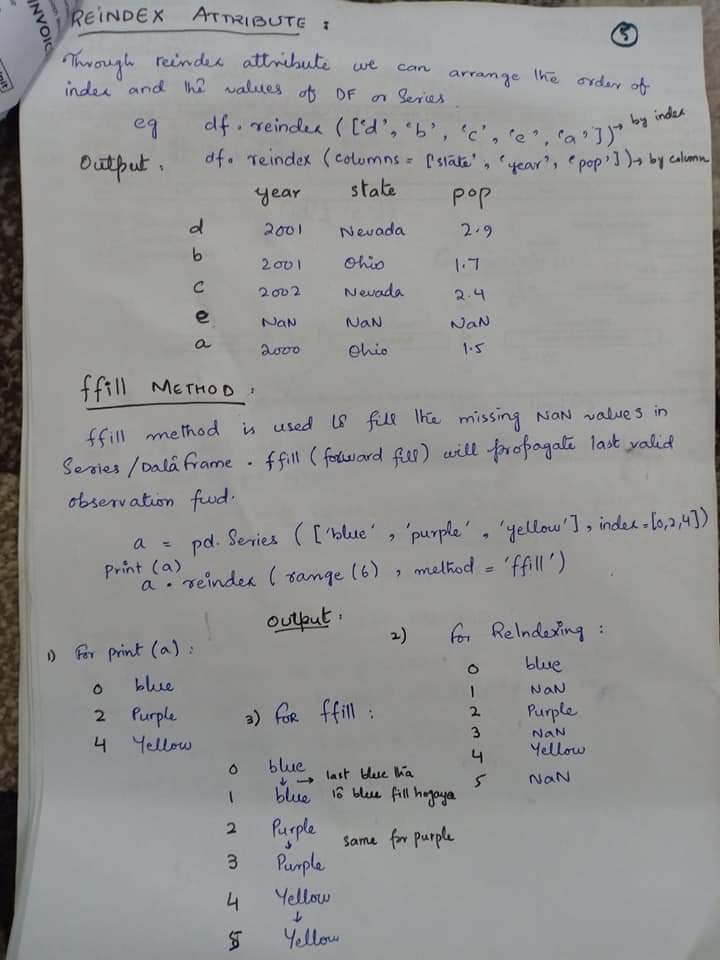 INVOIC
REINDEX ATTRIBUTE :
5
Through reindex attribute we can arrange the order of
index and the values of DF or Series
eg df. reindex (['d', 'b', 'c', 'e', 'a']) → by index
Output :
df. reindex (columns = ['state', 'year', 'pop']) → by column
year state pop
d 2001 Nevada 2.9
b 2001 Ohio 1.7
c 2002 Nevada 2.4
e NaN NaN NaN
a 2000 Ohio 1.5
ffill METHOD :
ffill method is used to fill the missing NaN values in
Series / Dataframe . ffill (forward fill) will propagate last valid
observation fwd.
a = pd. Series (['blue', 'purple', 'yellow'], index=[0,2,4])
Print (a)
a . reindex ( range (6) , method = 'ffill')
Output :
1) For print (a) :
0 blue
2 Purple
4 Yellow
2) for ReIndexing :
0 blue
1 NaN
2 Purple
3 NaN
4 Yellow
5 NaN
3) For ffill :
0 blue
→ last blue tha
1 blue to blue fill hogaya
2 Purple
same for purple
3 Purple
4 Yellow
5 Yellow